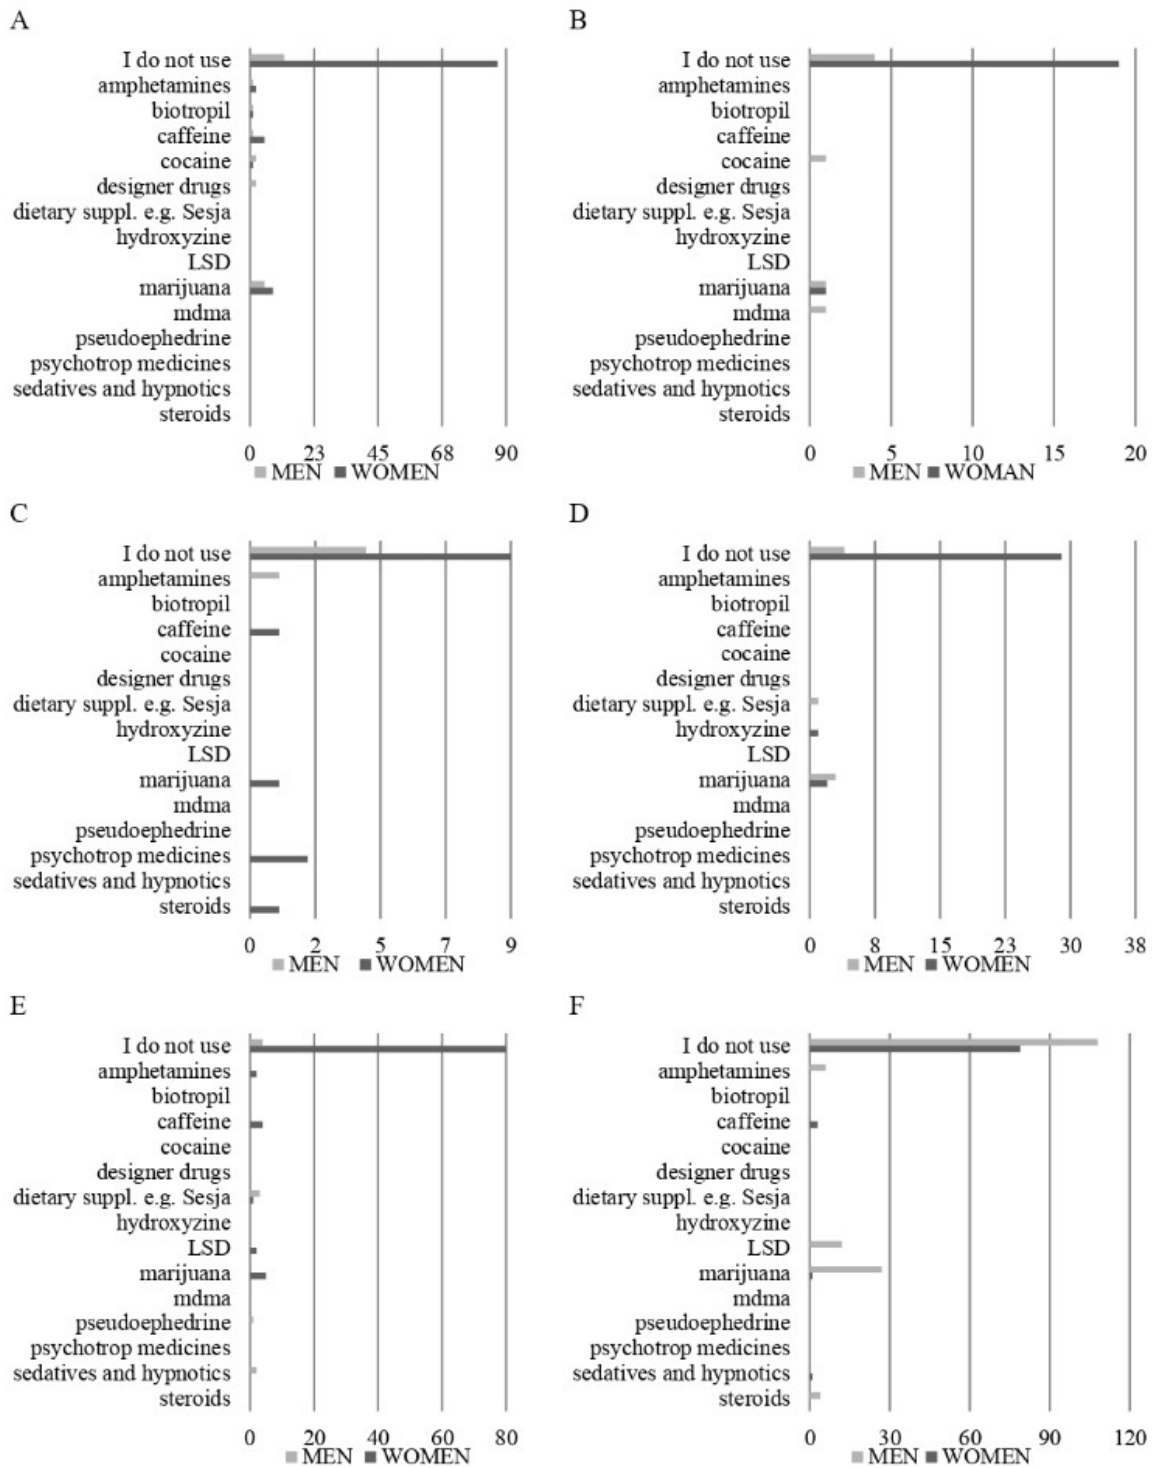 A
I do not use
amphetamines
biotropil
caffeine
cocaine
designer drugs
dietary suppl. e.g. Sesja
hydroxyzine
LSD
marijuana
mdma
pseudoephedrine
psychotrop medicines
sedatives and hypnotics
steroids
0 23 45 68 90
MEN WOMEN
B
I do not use
amphetamines
biotropil
caffeine
cocaine
designer drugs
dietary suppl. e.g. Sesja
hydroxyzine
LSD
marijuana
mdma
pseudoephedrine
psychotrop medicines
sedatives and hypnotics
steroids
0 5 10 15 20
MEN WOMAN
C
I do not use
amphetamines
biotropil
caffeine
cocaine
designer drugs
dietary suppl. e.g. Sesja
hydroxyzine
LSD
marijuana
mdma
pseudoephedrine
psychotrop medicines
sedatives and hypnotics
steroids
0 2 5 7 9
MEN WOMEN
D
I do not use
amphetamines
biotropil
caffeine
cocaine
designer drugs
dietary suppl. e.g. Sesja
hydroxyzine
LSD
marijuana
mdma
pseudoephedrine
psychotrop medicines
sedatives and hypnotics
steroids
0 8 15 23 30 38
MEN WOMEN
E
I do not use
amphetamines
biotropil
caffeine
cocaine
designer drugs
dietary suppl. e.g. Sesja
hydroxyzine
LSD
marijuana
mdma
pseudoephedrine
psychotrop medicines
sedatives and hypnotics
steroids
0 20 40 60 80
MEN WOMEN
F
I do not use
amphetamines
biotropil
caffeine
cocaine
designer drugs
dietary suppl. e.g. Sesja
hydroxyzine
LSD
marijuana
mdma
pseudoephedrine
psychotrop medicines
sedatives and hypnotics
steroids
0 30 60 90 120
MEN WOMEN